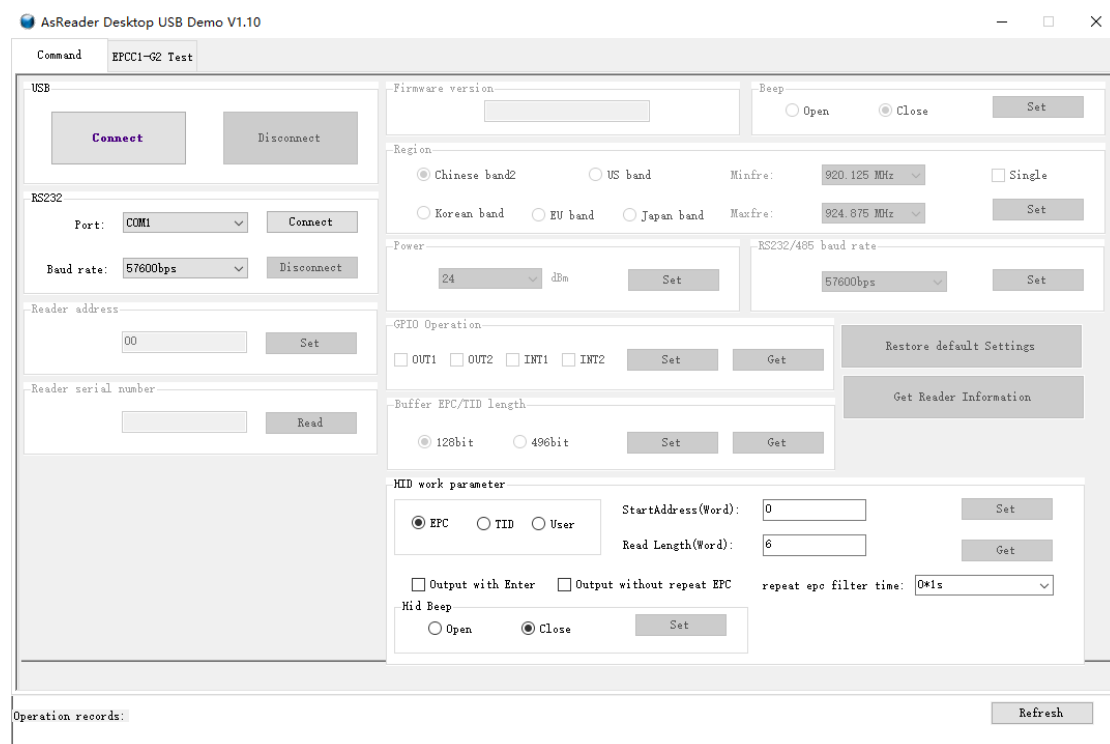 AsReader Desktop USB Demo V1.10
Command
EPCC1-G2 Test
USB
Connect
Disconnect
RS232
Port:
COM1
Connect
Baud rate:
57600bps
Disconnect
Reader address
00
Set
Reader serial number
Read
Firmware version
Beep
Open
Close
Set
Region
Chinese band2
US band
Minfre:
920.125 MHz
Single
Korean band
EU band
Japan band
Maxfre:
924.875 MHz
Set
Power
24
dBm
Set
RS232/485 baud rate
57600bps
Set
GPIO Operation
OUT1
OUT2
INT1
INT2
Set
Get
Restore default Settings
Get Reader Information
Buffer EPC/TID length
128bit
496bit
Set
Get
HID work parameter
EPC
TID
User
StartAddress(Word):
0
Set
Read Length(Word):
6
Get
Output with Enter
Output without repeat EPC
repeat epc filter time:
0*1s
Hid Beep
Open
Close
Set
Operation records:
Refresh